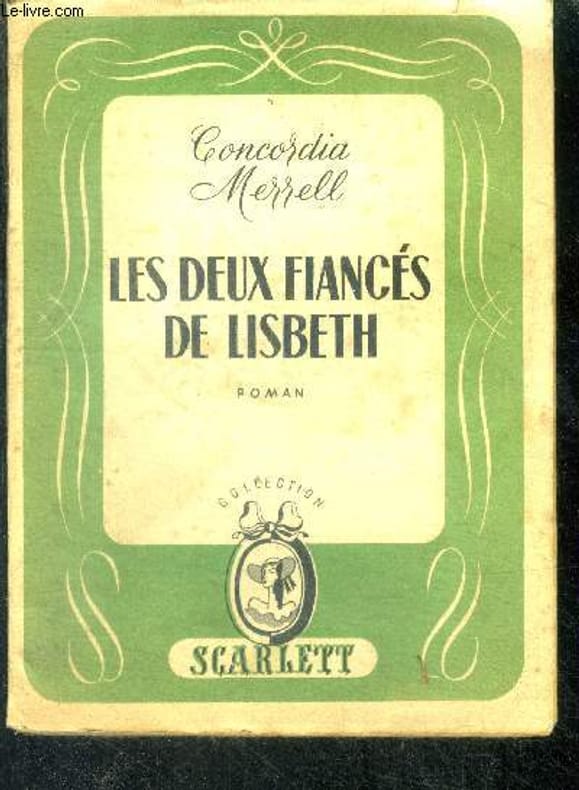 Le-livre.com
Concordia
Merrell
LES DEUX FIANCÉS
DE LISBETH
ROMAN
COLLECTION
SCARLETT